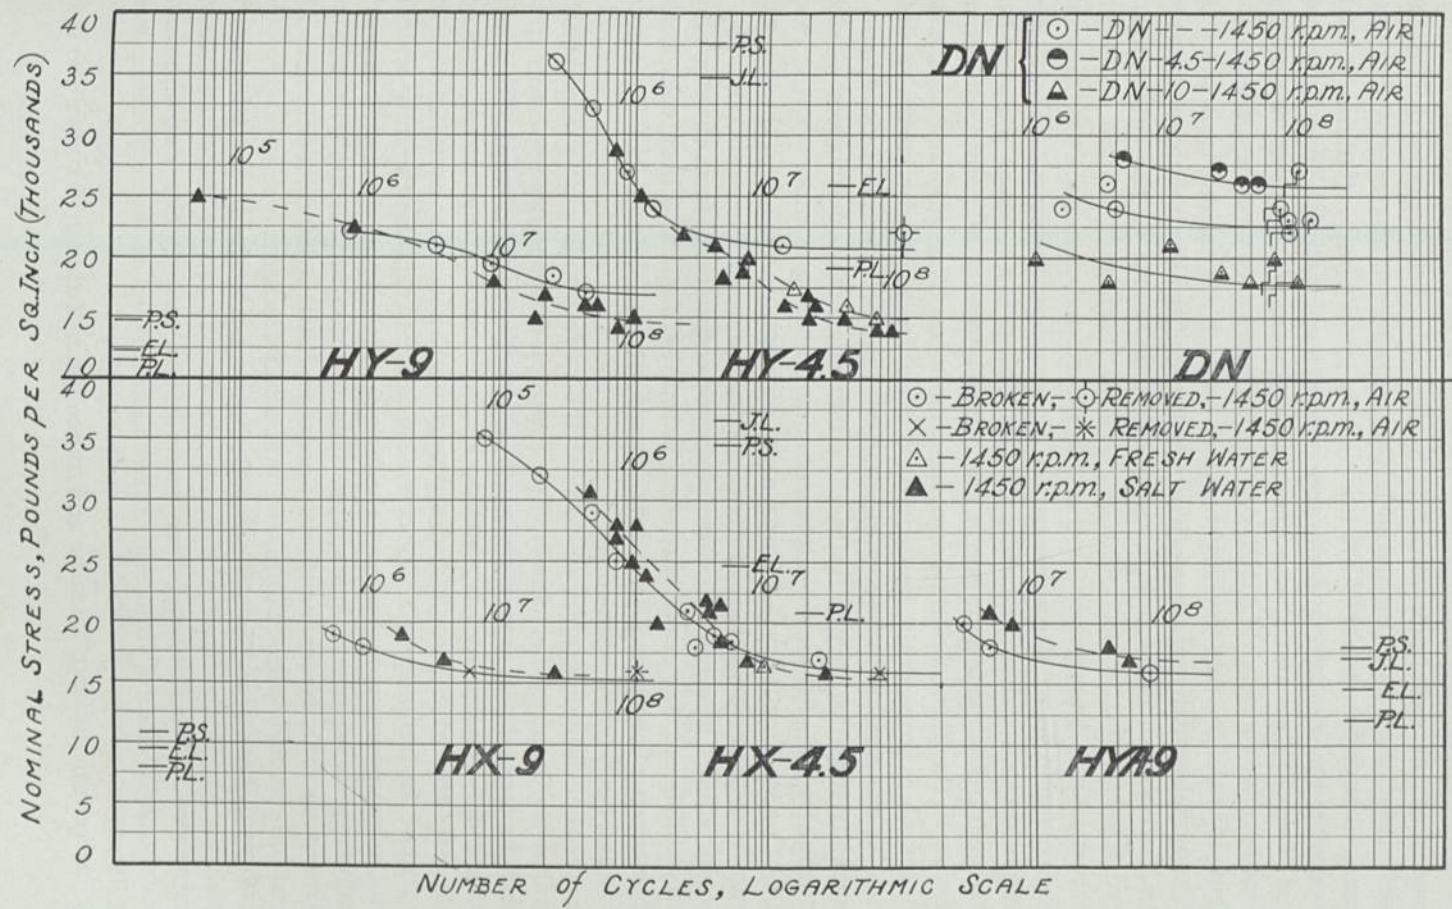 NOMINAL STRESS, POUNDS PER SQ.INCH (THOUSANDS)
40
35
30
25
20
15
10
P.S.
J.L.
DN
-DN---1450 r.p.m., AIR
-DN-4.5-1450 r.p.m., AIR
-DN-10-1450 r.p.m., AIR
10^6
10^6
10^7
10^8
10^5
10^6
10^7
E.L.
10^7
P.L.
10^8
P.S.
E.L.
P.L.
10^8
HY-9
HY-4.5
DN
40
35
30
25
20
15
10
5
0
10^5
J.L.
P.S.
-BROKEN,- REMOVED,-1450 r.p.m., AIR
-BROKEN,- REMOVED,-1450 r.p.m., AIR
-1450 r.p.m., FRESH WATER
-1450 r.p.m., SALT WATER
10^6
E.L.
10^6
10^7
10^7
10^7
P.L.
10^8
P.S.
J.L.
E.L.
P.L.
10^8
P.S.
E.L.
P.L.
HX-9
HX-4.5
HYA9
NUMBER of CYCLES, LOGARITHMIC SCALE